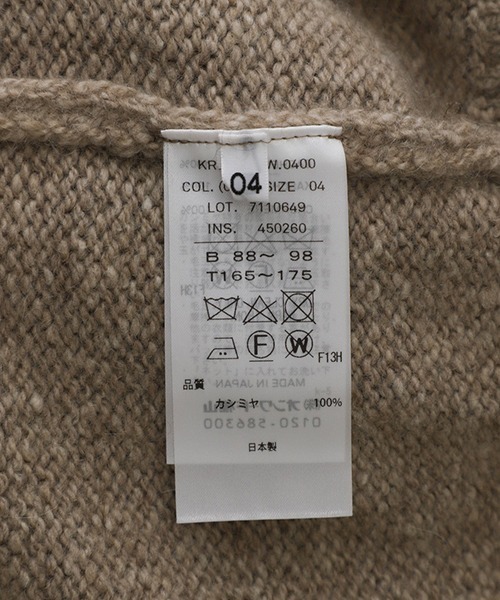 KR. W.0400
04
COL. ( SIZE 04
LOT. 7110649
INS. 450260
B 88～ 98
T165～175
F W F13H
品質
カシミヤ 100%
日本製
MADE IN JAPAN
0120-586300